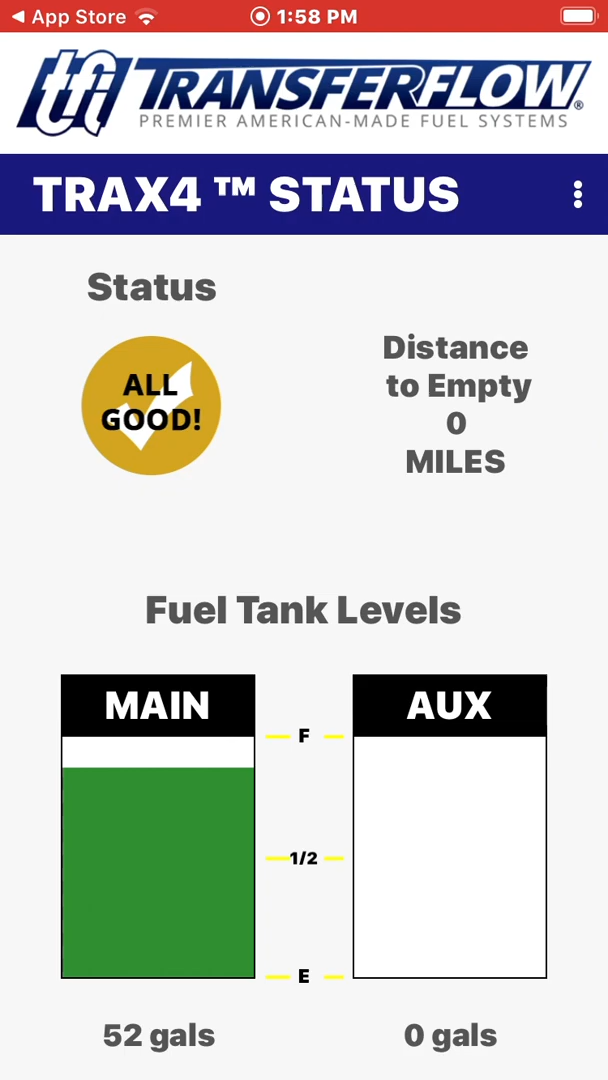 ◀ App Store 1:58 PM
tfi TRANSFERFLOW®
PREMIER AMERICAN-MADE FUEL SYSTEMS
TRAX4 ™ STATUS
Status
ALL
GOOD!
Distance
to Empty
0
MILES
Fuel Tank Levels
MAIN
AUX
F
1/2
E
52 gals
0 gals